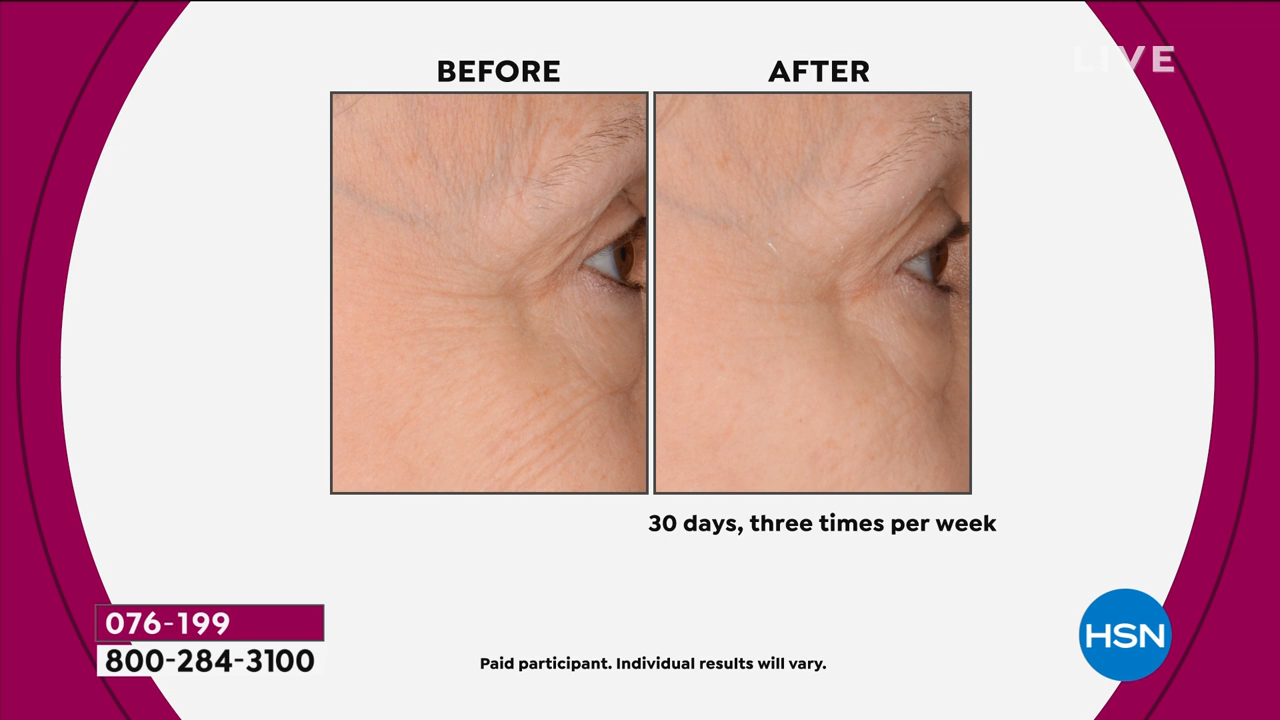 LIVE
BEFORE
AFTER
30 days, three times per week
076-199
800-284-3100
Paid participant. Individual results will vary.
HSN